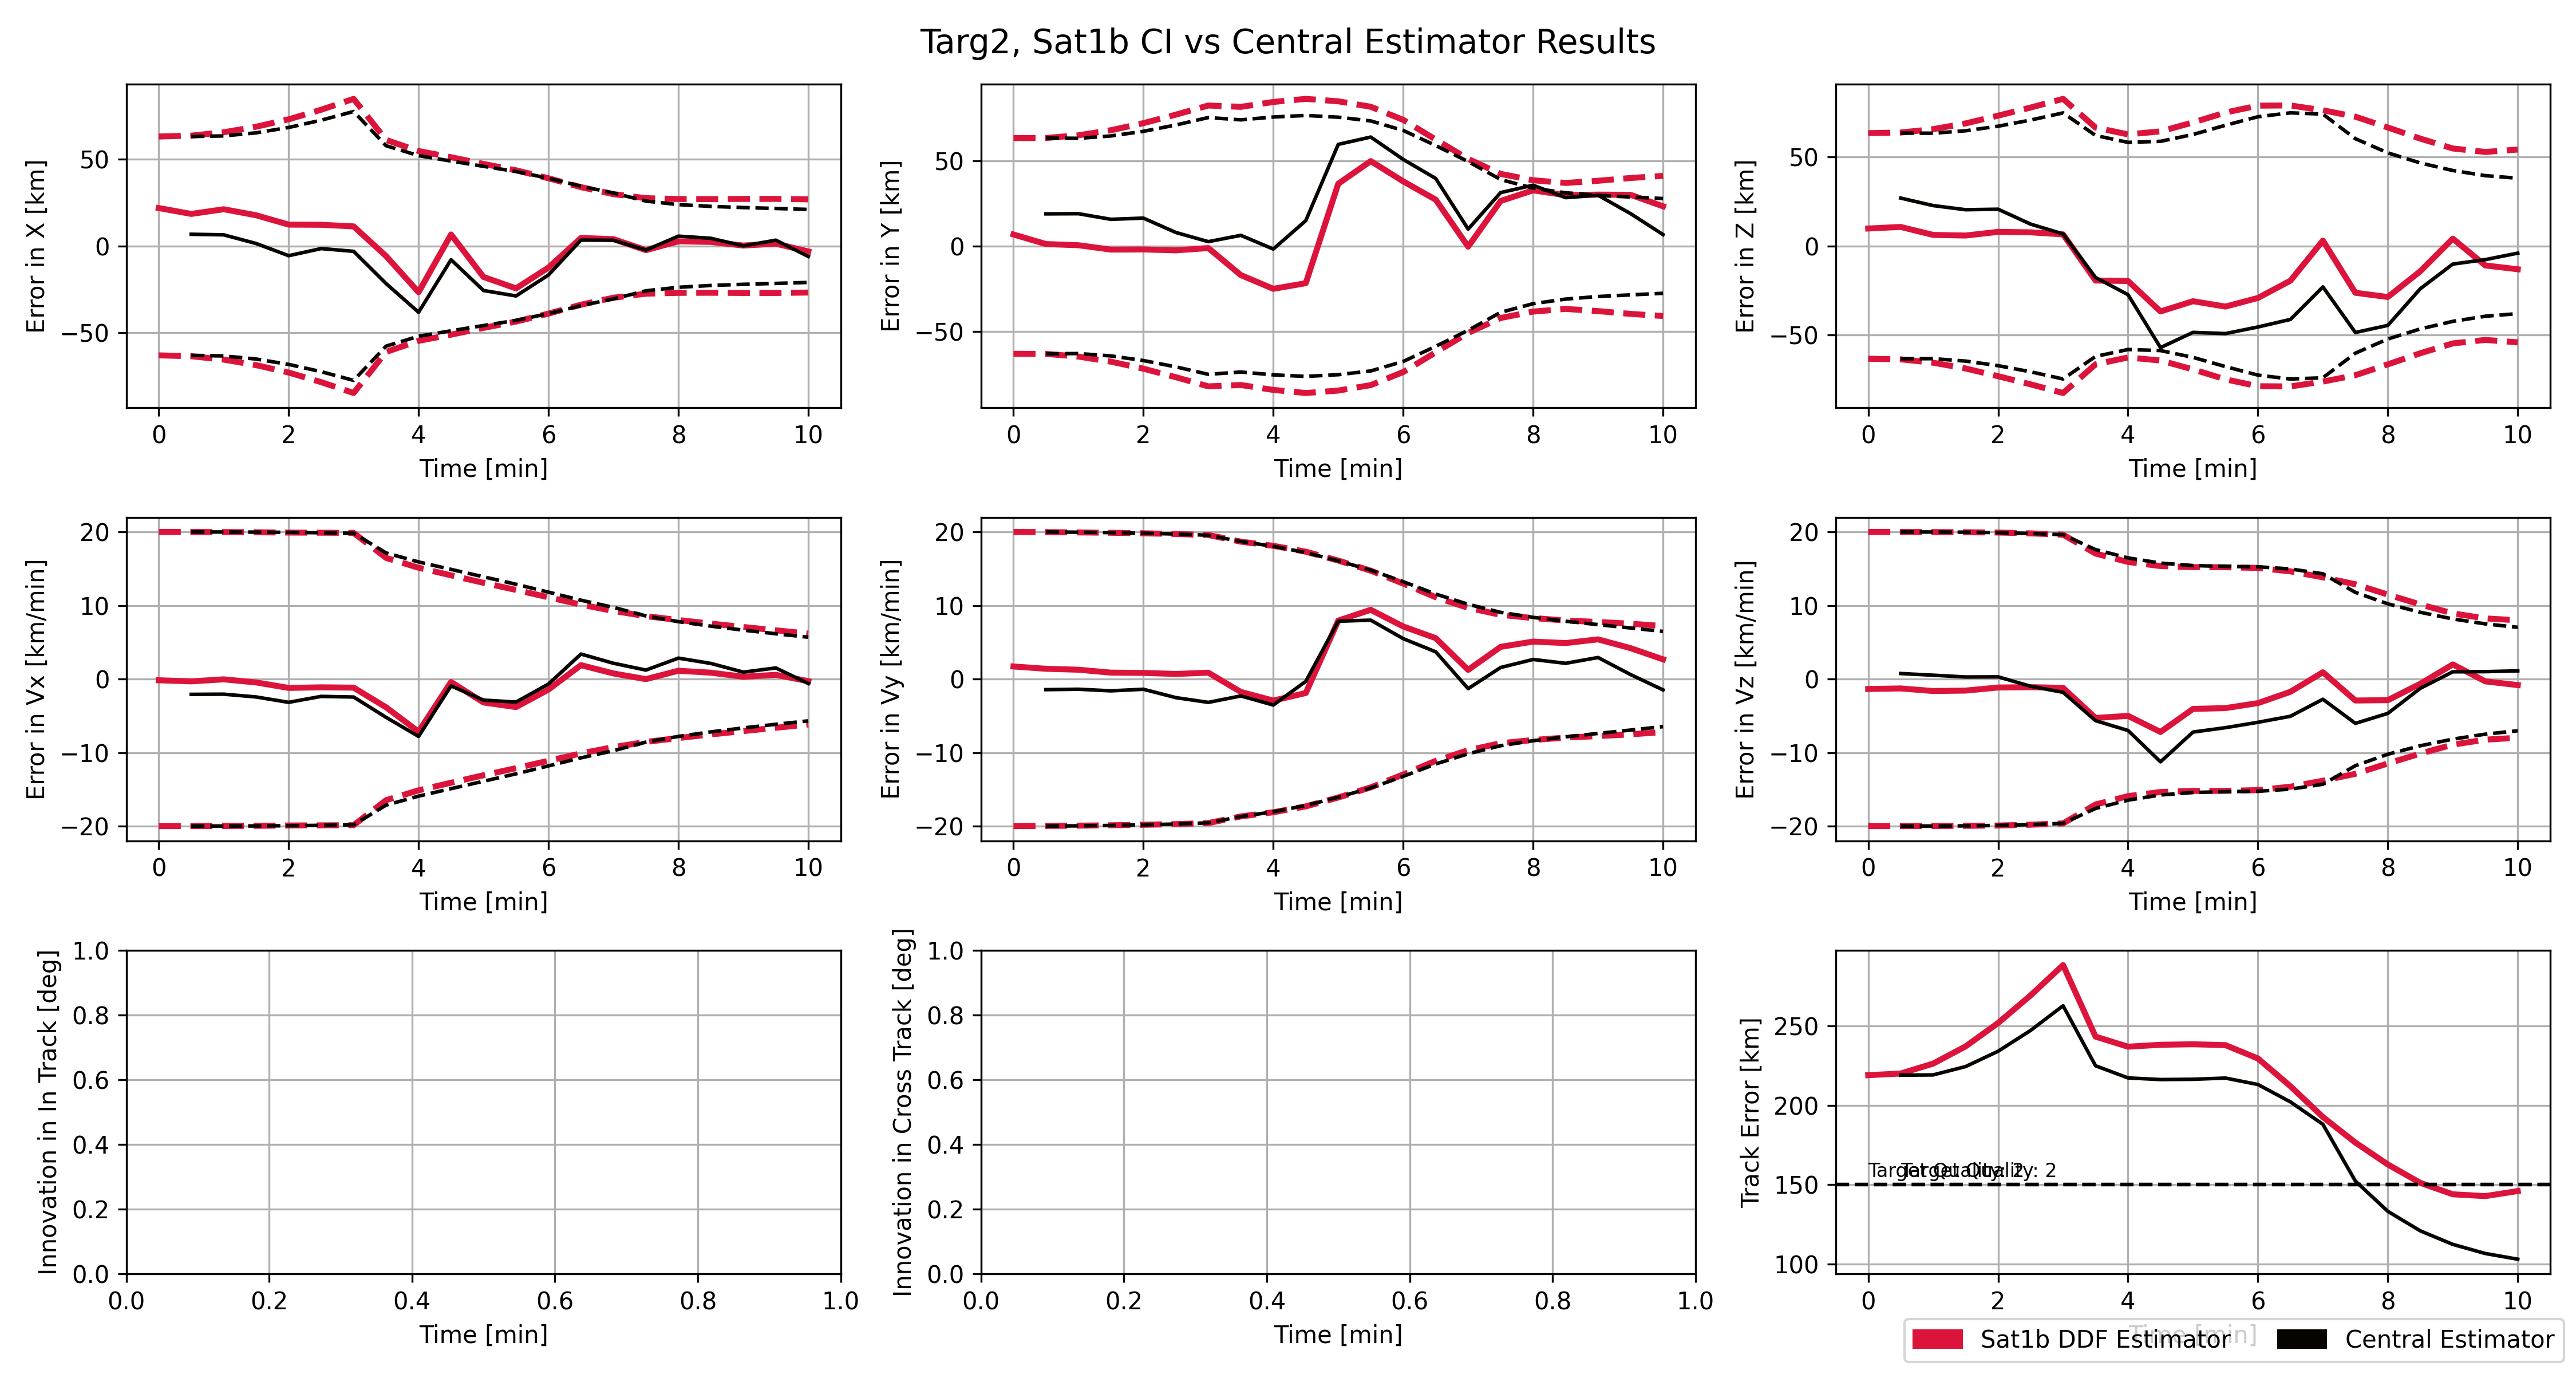 Targ2, Sat1b CI vs Central Estimator Results
Error in X [km]
50
0
−50
0 2 4 6 8 10
Time [min]
Error in Y [km]
50
0
−50
0 2 4 6 8 10
Time [min]
Error in Z [km]
50
0
−50
0 2 4 6 8 10
Time [min]
Error in Vx [km/min]
20
10
0
−10
−20
0 2 4 6 8 10
Time [min]
Error in Vy [km/min]
20
10
0
−10
−20
0 2 4 6 8 10
Time [min]
Error in Vz [km/min]
20
10
0
−10
−20
0 2 4 6 8 10
Time [min]
Innovation in In Track [deg]
1.0
0.8
0.6
0.4
0.2
0.0
0.0 0.2 0.4 0.6 0.8 1.0
Time [min]
Innovation in Cross Track [deg]
1.0
0.8
0.6
0.4
0.2
0.0
0.0 0.2 0.4 0.6 0.8 1.0
Time [min]
Track Error [km]
250
200
150
100
Target Quality: 2
Target Quality: 2
0 2 4 6 8 10
Time [min]
Sat1b DDF Estimator
Central Estimator